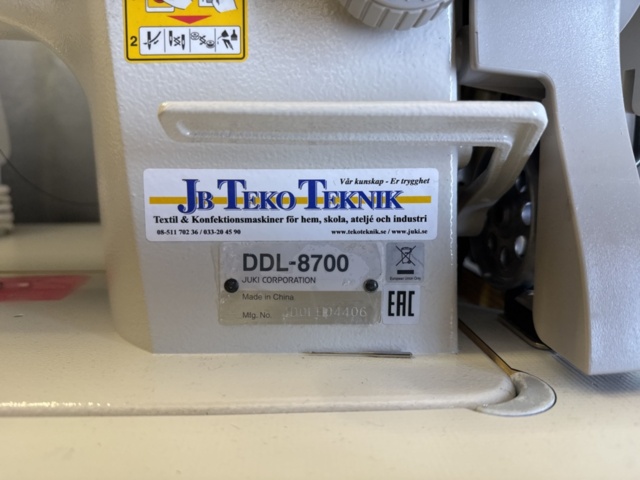 2
JB TEKO TEKNIK
Vår kunskap - Er trygghet
Textil & Konfektionsmaskiner för hem, skola, ateljé och industri
08-511 702 36 / 033-20 45 90 www.tekoteknik.se / www.juki.se
DDL-8700
JUKI CORPORATION
Made in China
Mfg. No.
EAC